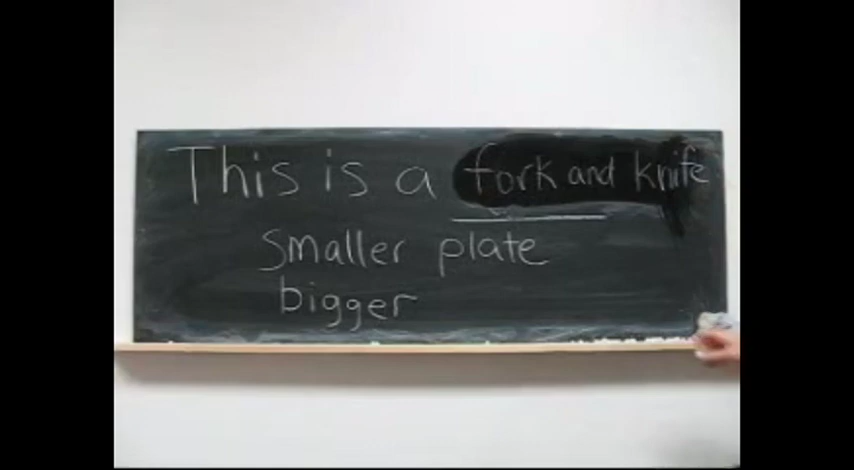 This is a fork and knife
Smaller plate
bigger